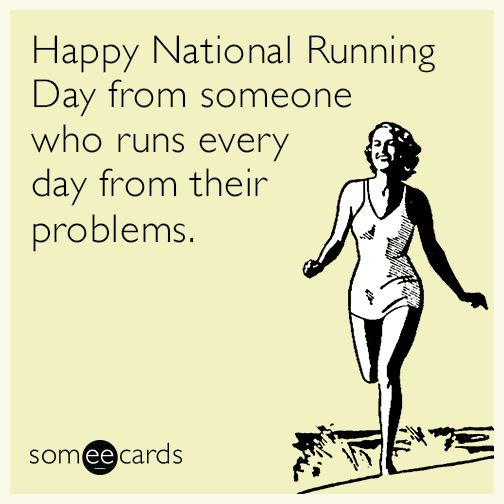 Happy National Running
Day from someone
who runs every
day from their
problems.
someecards